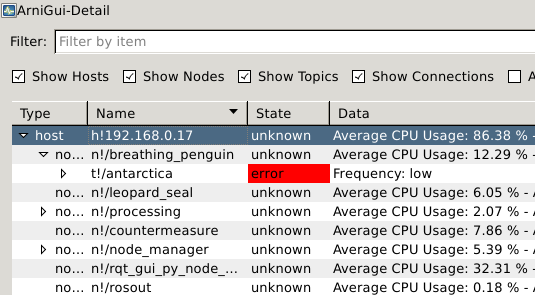 ArniGui-Detail
Filter: Filter by item
Show Hosts Show Nodes Show Topics Show Connections A
Type Name State Data
host h!192.168.0.17 unknown Average CPU Usage: 86.38 % -
no... n!/breathing_penguin unknown Average CPU Usage: 12.29 % -
t!/antarctica error Frequency: low
no... n!/leopard_seal unknown Average CPU Usage: 6.05 % - A
no... n!/processing unknown Average CPU Usage: 2.07 % - A
no... n!/countermeasure unknown Average CPU Usage: 7.86 % - A
no... n!/node_manager unknown Average CPU Usage: 5.39 % - A
no... n!/rqt_gui_py_node_... unknown Average CPU Usage: 32.31 % -
no... n!/rosout unknown Average CPU Usage: 0.18 % - A